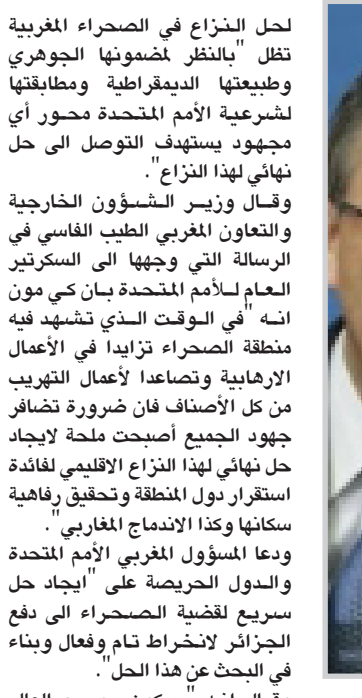 لحل النزاع في الصحراء المغربية
تظل "بالنظر لمضمونها الجوهري
وطبيعتها الديمقراطية ومطابقتها
لشرعية الأمم المتحدة محور أي
مجهود يستهدف التوصل الى حل
نهائي لهذا النزاع".
وقال وزير الشؤون الخارجية
والتعاون المغربي الطيب الفاسي في
الرسالة التي وجهها الى السكرتير
العام للأمم المتحدة بان كي مون
انه "في الوقت الذي تشهد فيه
منطقة الصحراء تزايدا في الأعمال
الارهابية وتصاعدا لأعمال التهريب
من كل الأصناف فان ضرورة تضافر
جهود الجميع أصبحت ملحة لايجاد
حل نهائي لهذا النزاع الاقليمي لفائدة
استقرار دول المنطقة وتحقيق رفاهية
سكانها وكذا الاندماج المغاربي".
ودعا المسؤول المغربي الأمم المتحدة
والدول الحريصة على "ايجاد حل
سريع لقضية الصحراء الى دفع
الجزائر لانخراط تام وفعال وبناء
في البحث عن هذا الحل".